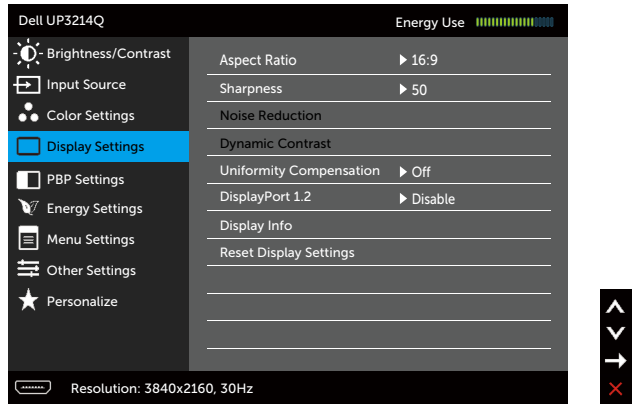 Dell UP3214Q
Energy Use
Brightness/Contrast
Input Source
Color Settings
Display Settings
PBP Settings
Energy Settings
Menu Settings
Other Settings
Personalize
Aspect Ratio 16:9
Sharpness 50
Noise Reduction
Dynamic Contrast
Uniformity Compensation Off
DisplayPort 1.2 Disable
Display Info
Reset Display Settings
Resolution: 3840x2160, 30Hz